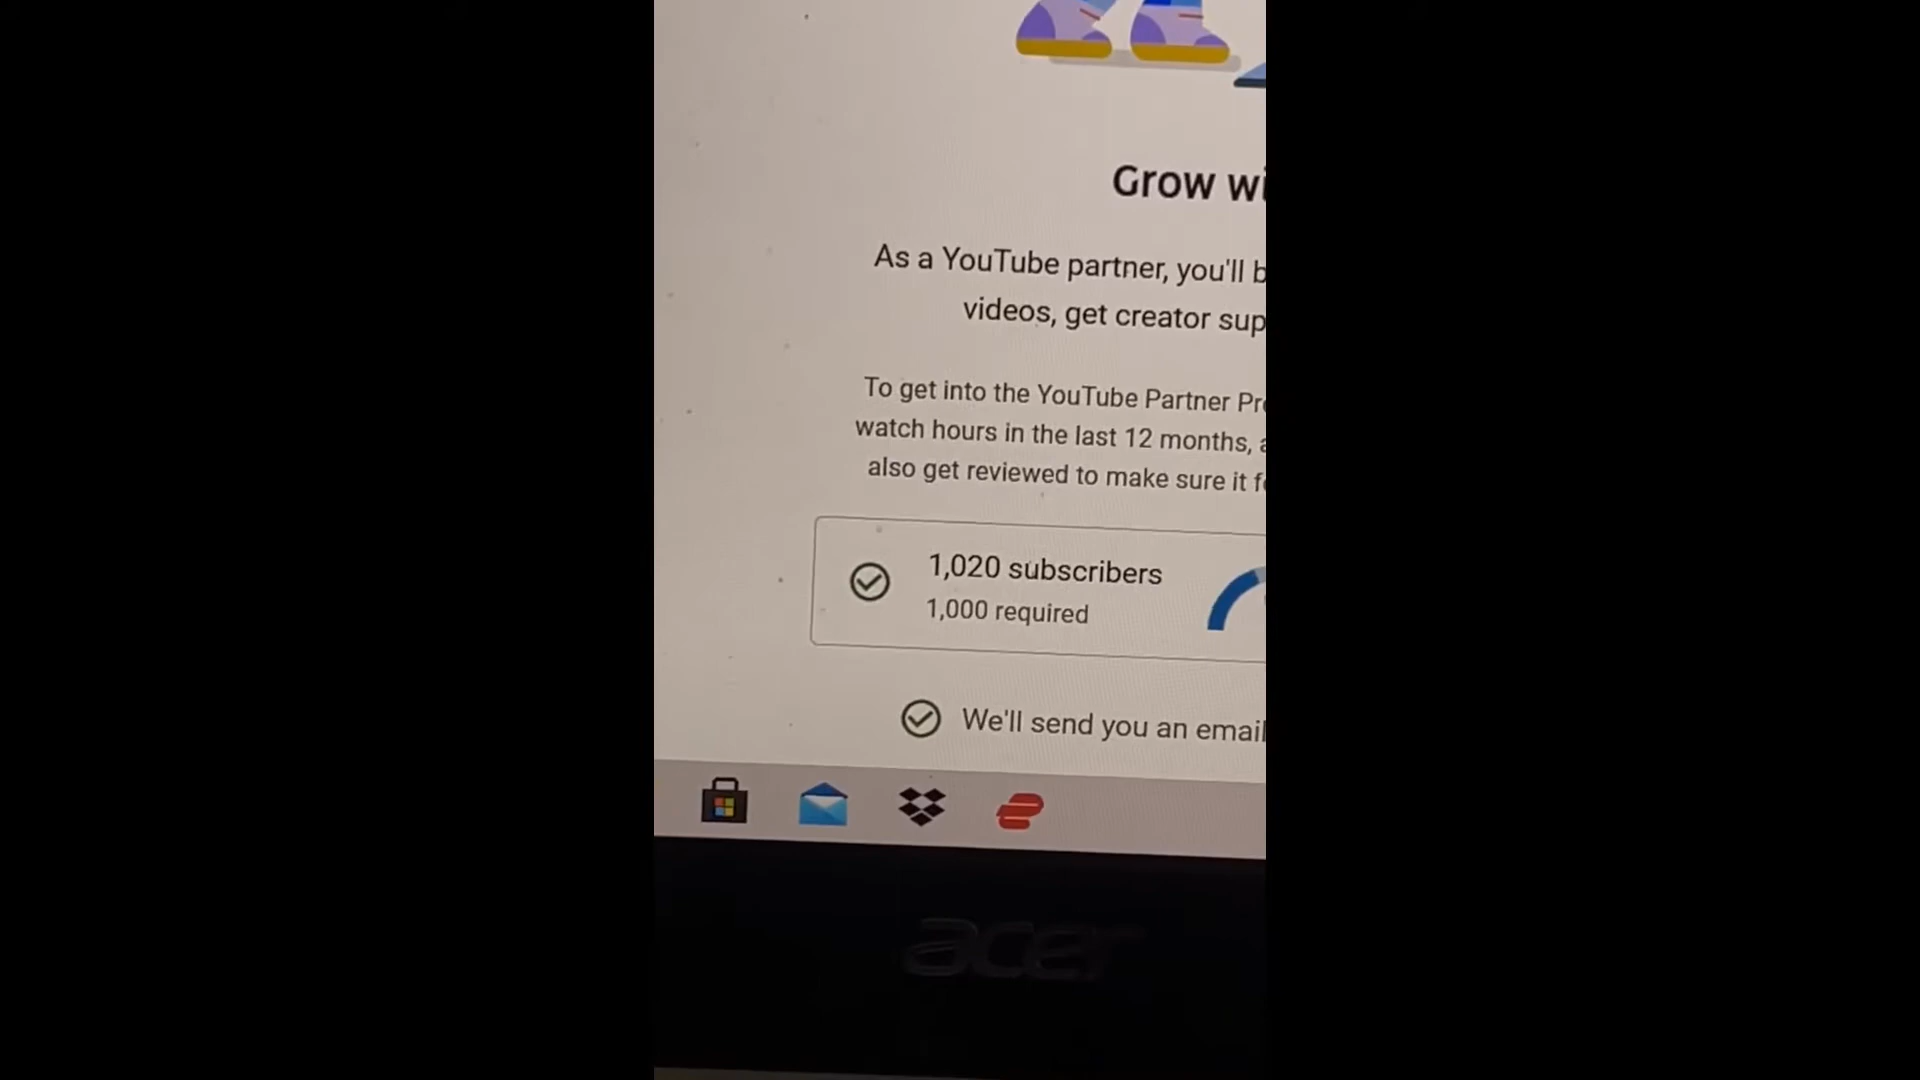 Grow wi
As a YouTube partner, you'll b
videos, get creator sup
To get into the YouTube Partner Pr
watch hours in the last 12 months, a
also get reviewed to make sure it f
1,020 subscribers
1,000 required
We'll send you an email
acer